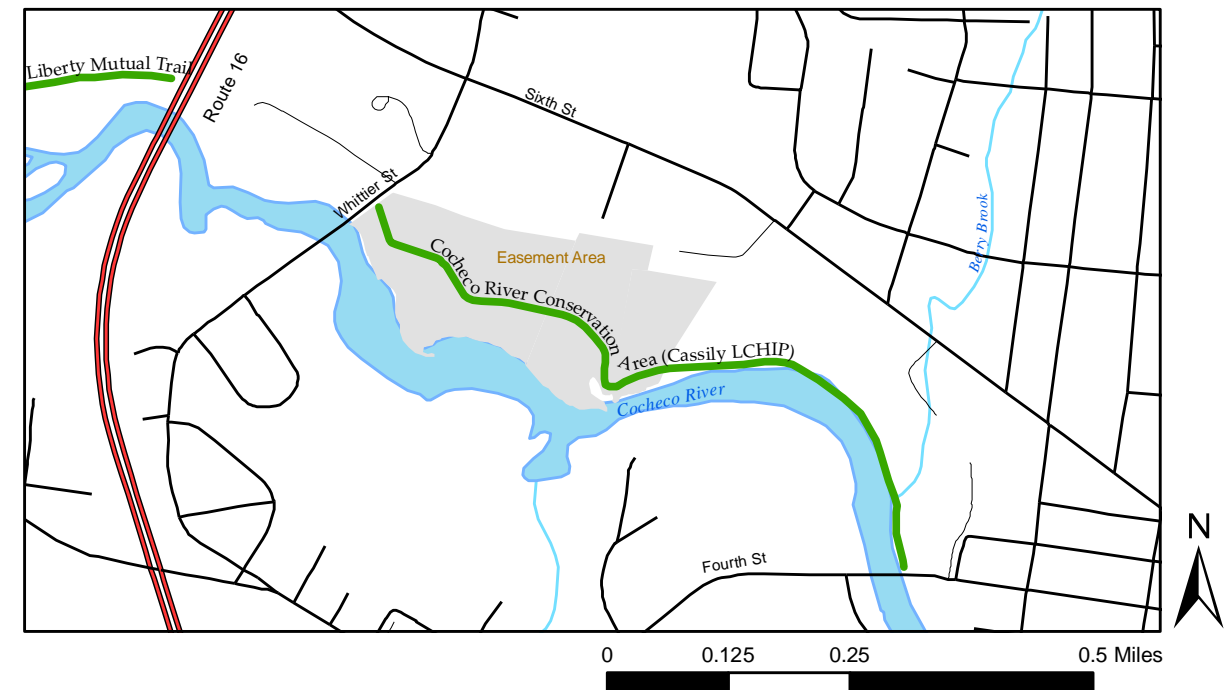 Liberty Mutual Trail
Route 16
Sixth St
Whittier St
Berry Brook
Easement Area
Cocheco River Conservation Area (Cassily LCHIP)
Cocheco River
Fourth St
N
0 0.125 0.25 0.5 Miles